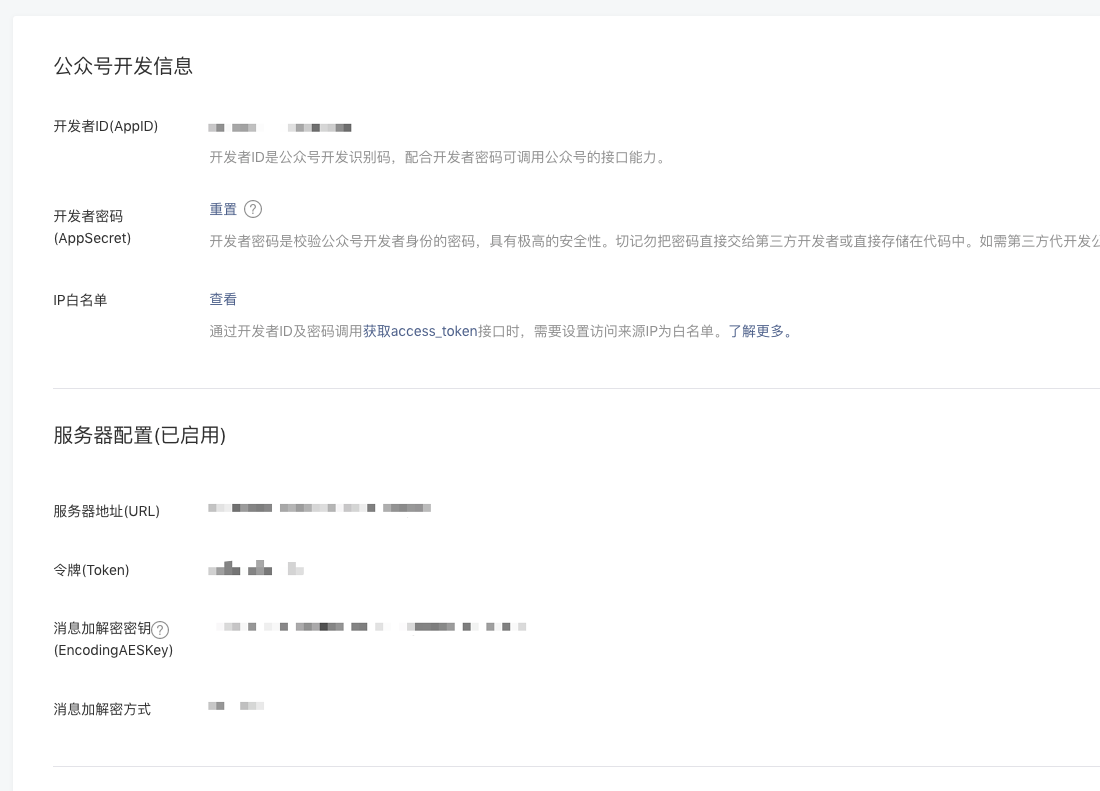 公众号开发信息
开发者ID(AppID)
开发者ID是公众号开发识别码，配合开发者密码可调用公众号的接口能力。
开发者密码
(AppSecret)
重置 ?
开发者密码是校验公众号开发者身份的密码，具有极高的安全性。切记勿把密码直接交给第三方开发者或直接存储在代码中。如需第三方代开发公
IP白名单
查看
通过开发者ID及密码调用获取access_token接口时，需要设置访问来源IP为白名单。了解更多。
服务器配置(已启用)
服务器地址(URL)
令牌(Token)
消息加解密密钥?
(EncodingAESKey)
消息加解密方式